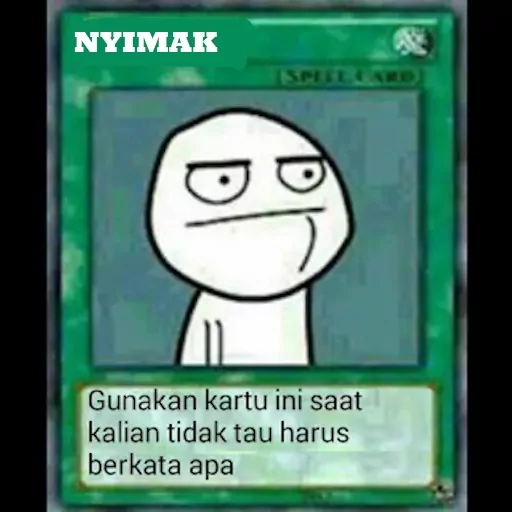 NYIMAK
[SPELL CARD]
Gunakan kartu ini saat
kalian tidak tau harus
berkata apa